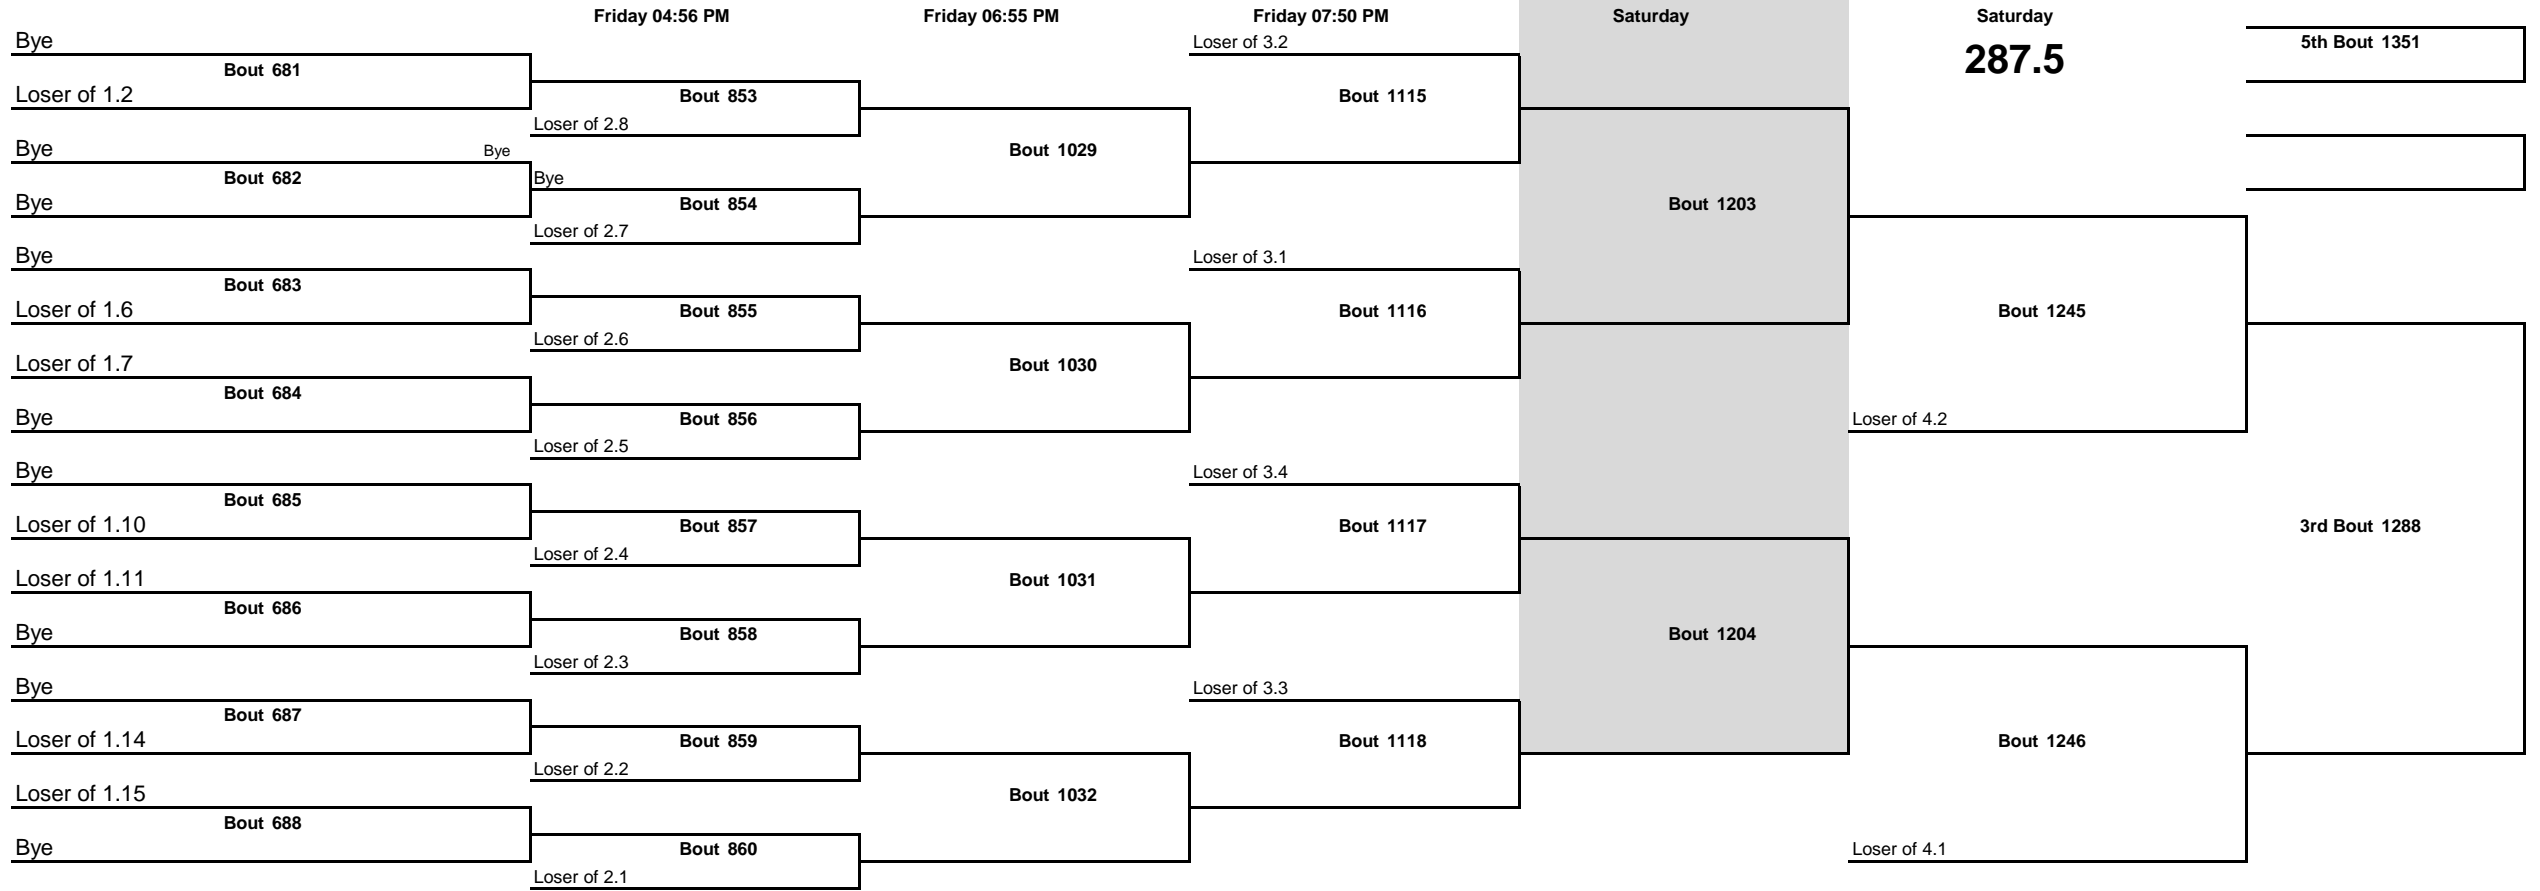 Friday 04:56 PM
Friday 06:55 PM
Friday 07:50 PM
Saturday
Saturday
287.5
5th Bout 1351
Bye
Bout 681
Loser of 1.2
Bye
Bye
Bout 682
Bye
Bye
Bout 683
Loser of 1.6
Loser of 1.7
Bout 684
Bye
Bye
Bout 685
Loser of 1.10
Loser of 1.11
Bout 686
Bye
Bye
Bout 687
Loser of 1.14
Loser of 1.15
Bout 688
Bye
Bout 853
Loser of 2.8
Bye
Bout 854
Loser of 2.7
Bout 855
Loser of 2.6
Bout 856
Loser of 2.5
Bout 857
Loser of 2.4
Bout 858
Loser of 2.3
Bout 859
Loser of 2.2
Bout 860
Loser of 2.1
Bout 1029
Bout 1030
Bout 1031
Bout 1032
Loser of 3.2
Bout 1115
Loser of 3.1
Bout 1116
Loser of 3.4
Bout 1117
Loser of 3.3
Bout 1118
Bout 1203
Bout 1204
Bout 1245
Loser of 4.2
Bout 1246
Loser of 4.1
3rd Bout 1288